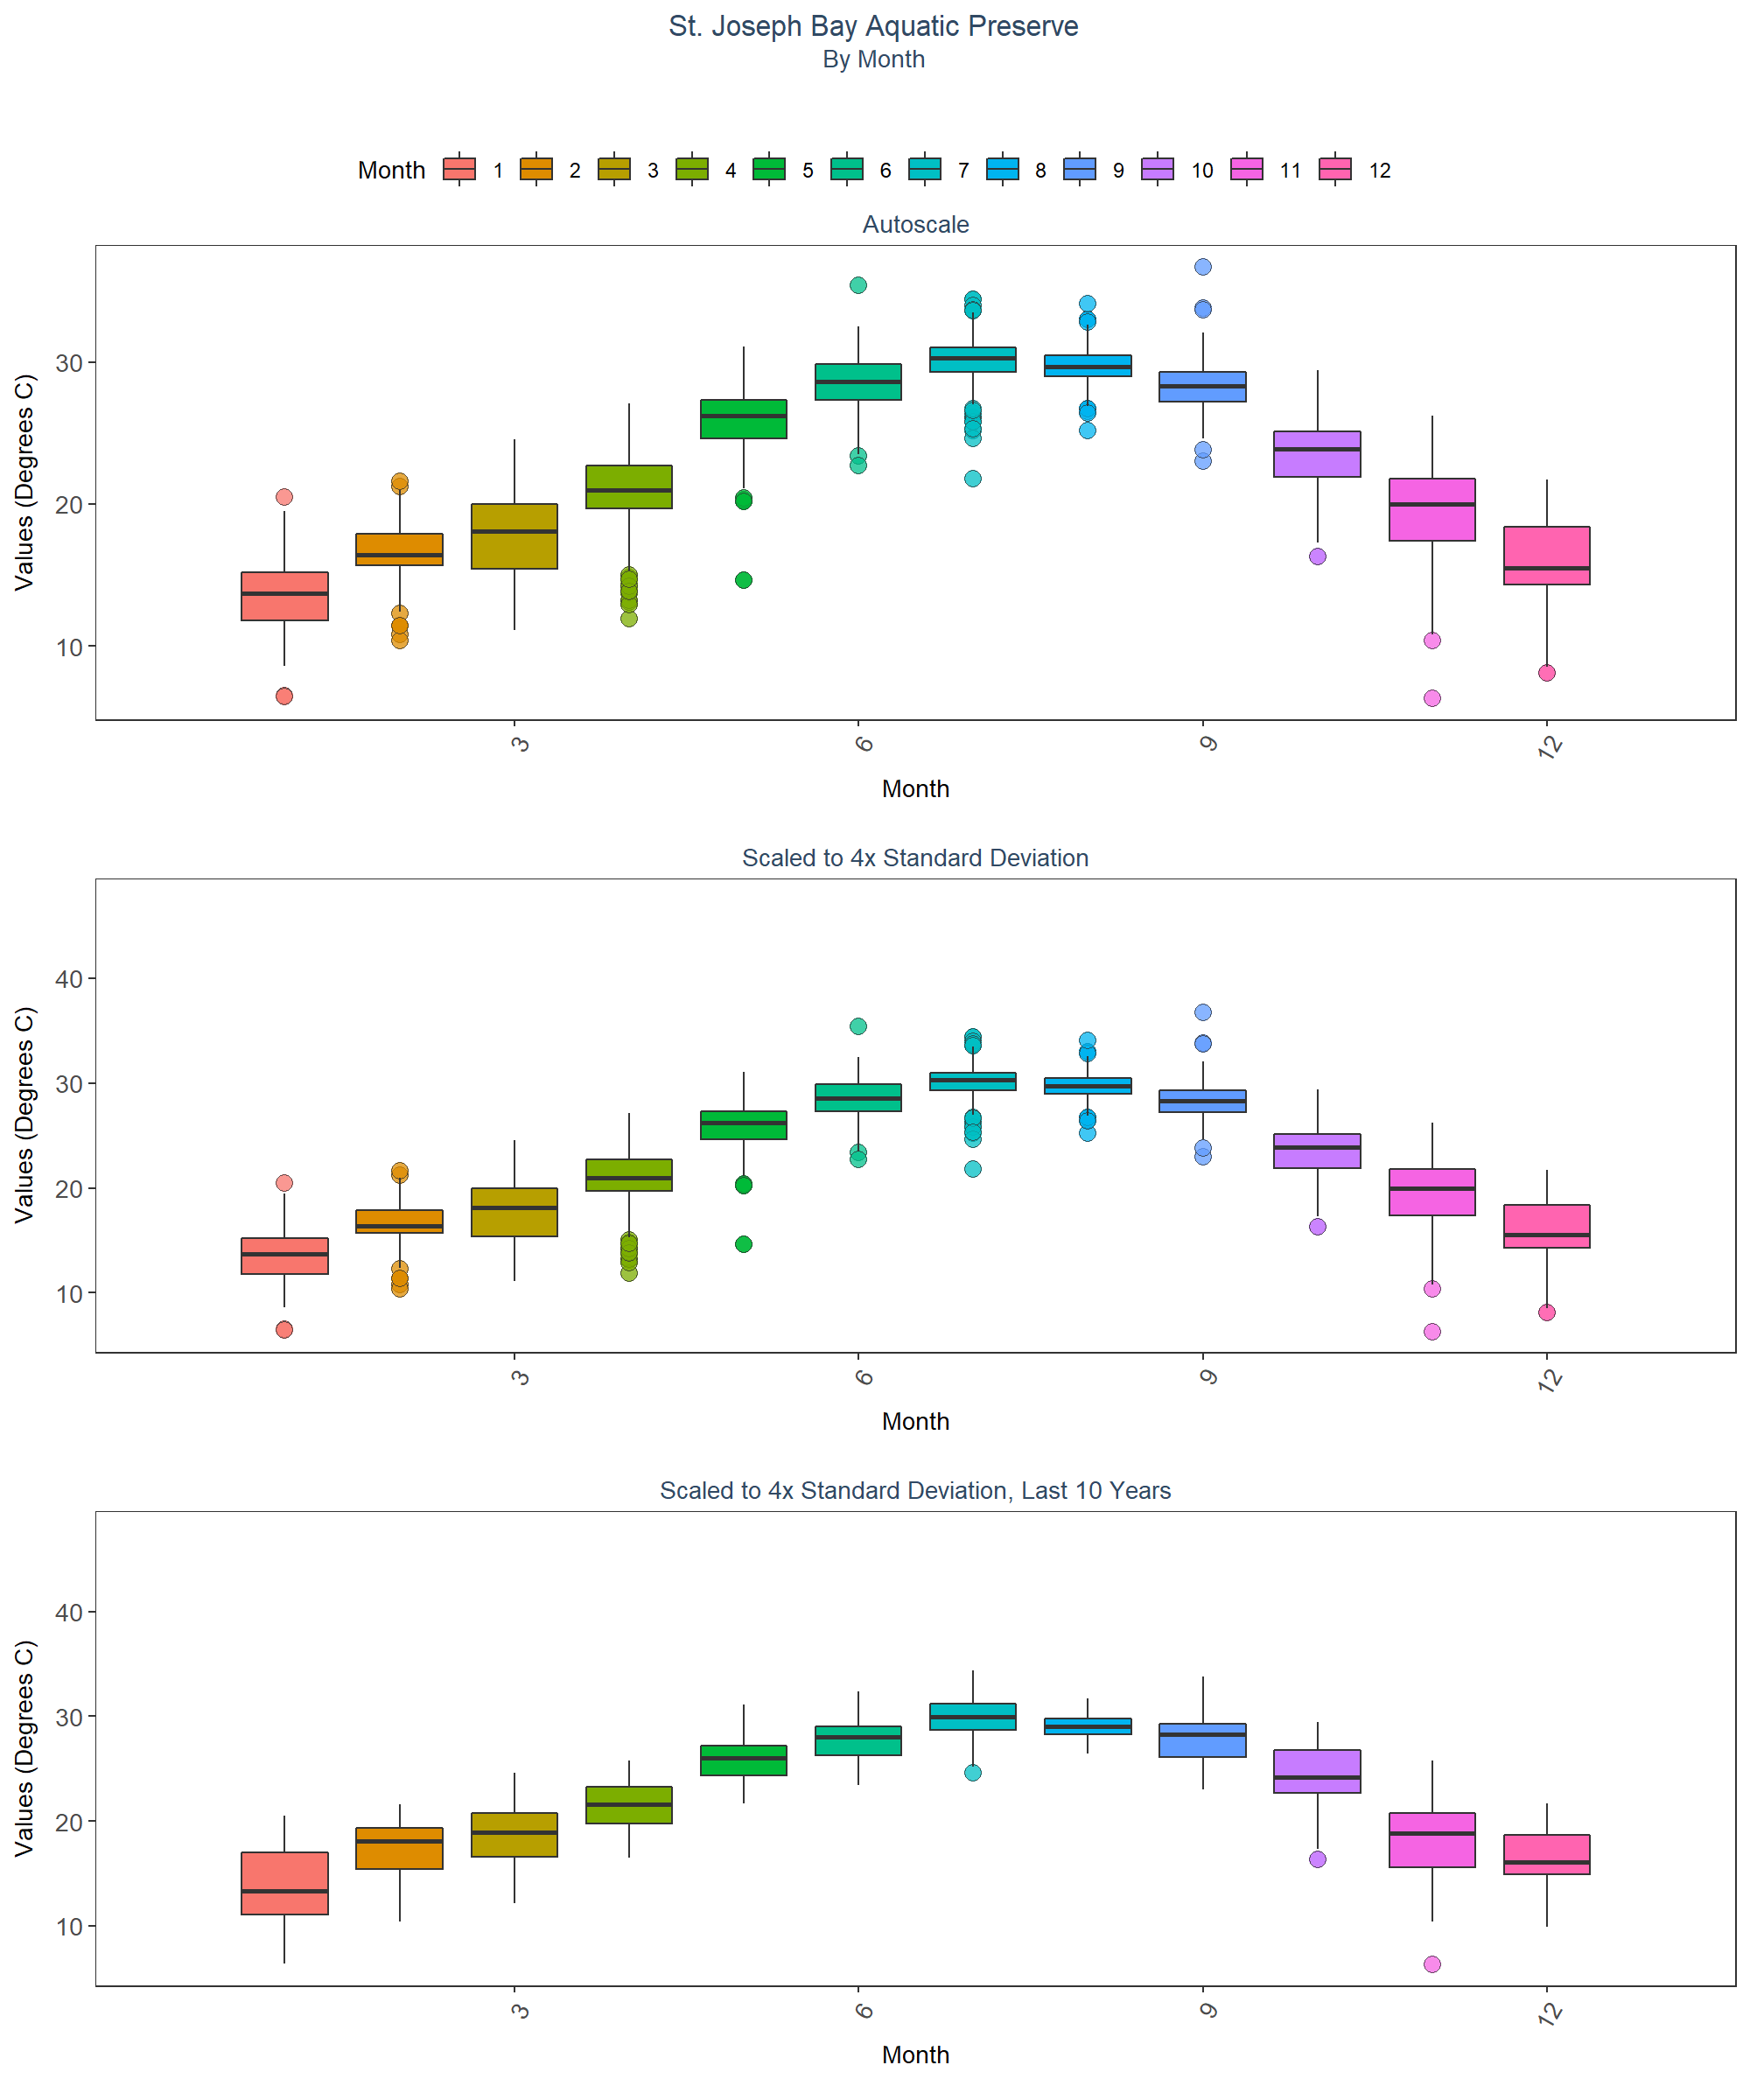 St. Joseph Bay Aquatic Preserve
By Month
Month 1 2 3 4 5 6 7 8 9 10 11 12
Autoscale
Values (Degrees C)
30
20
10
3 6 9 12
Month
Scaled to 4x Standard Deviation
Values (Degrees C)
40
30
20
10
3 6 9 12
Month
Scaled to 4x Standard Deviation, Last 10 Years
Values (Degrees C)
40
30
20
10
3 6 9 12
Month